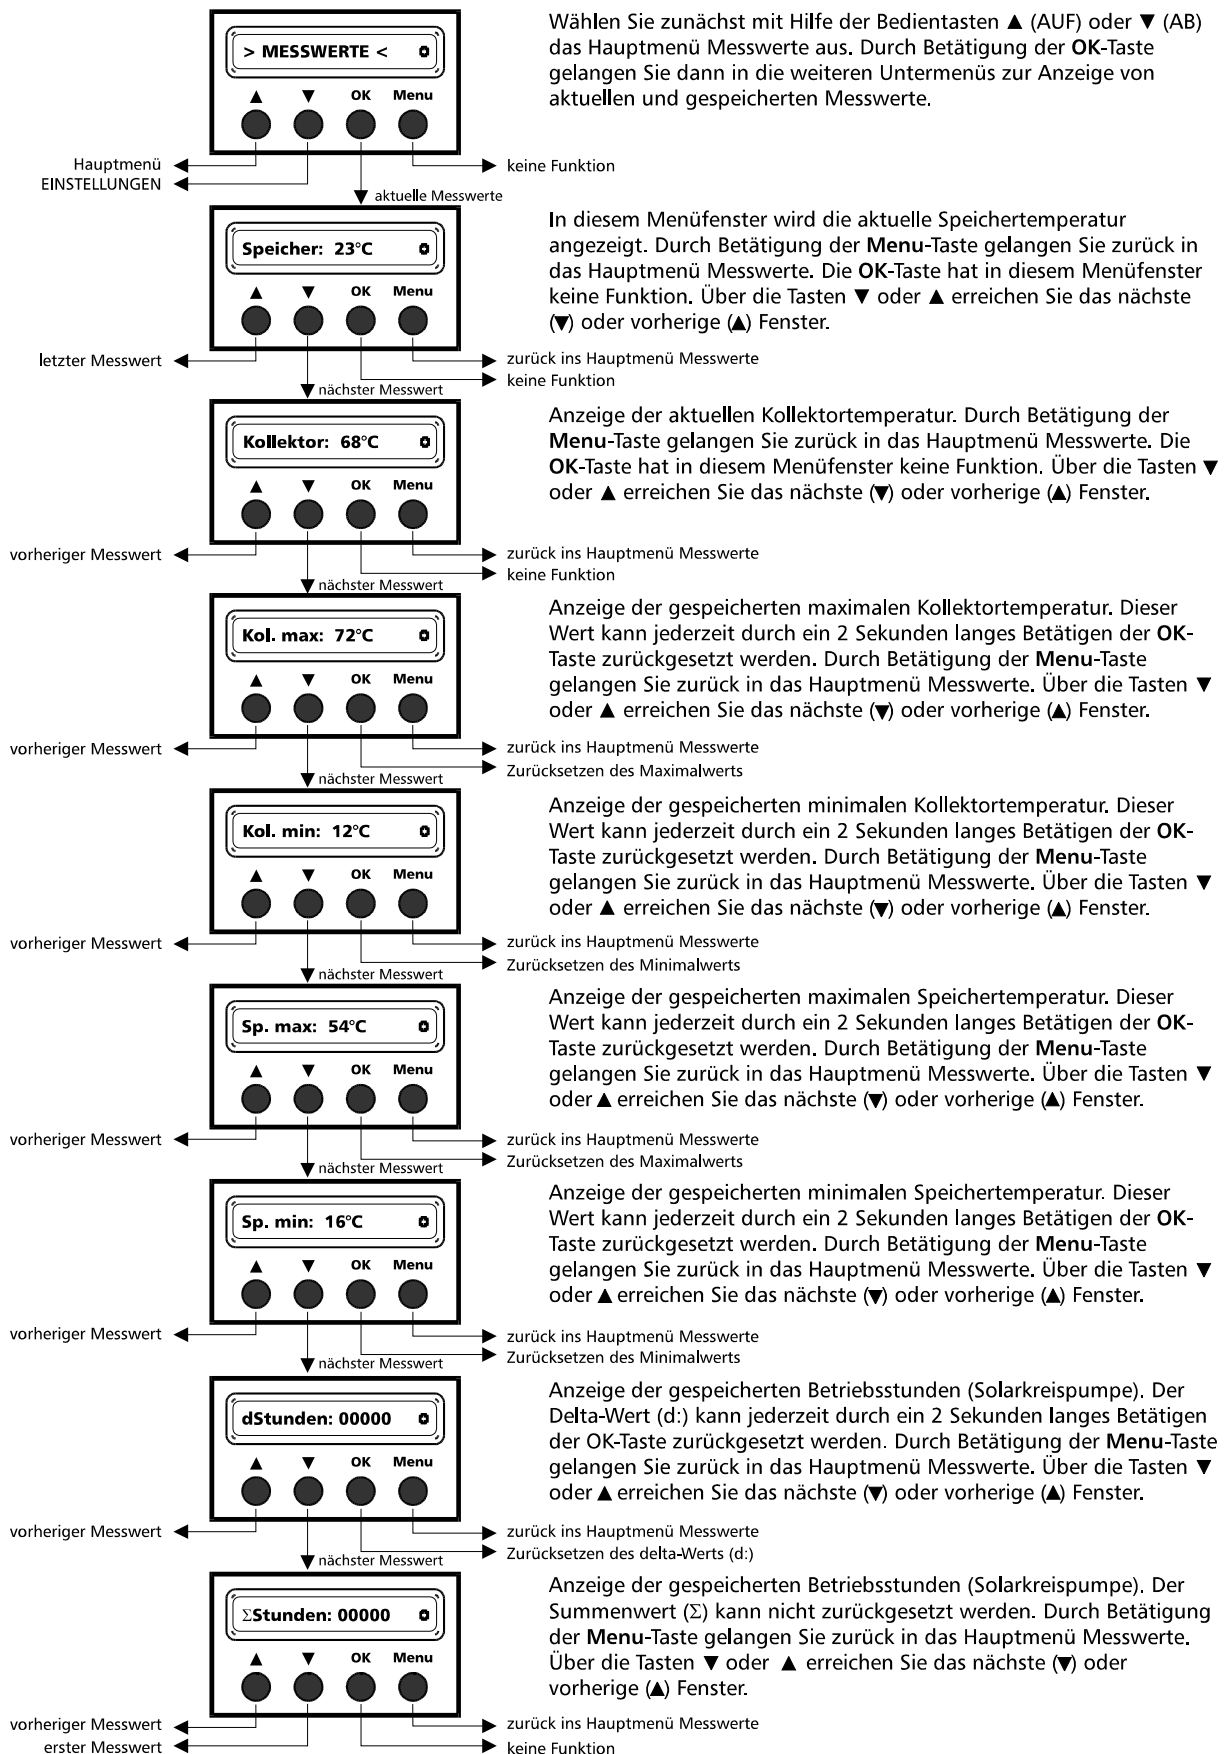 > MESSWERTE <
▲ ▼ OK Menu
Hauptmenü
EINSTELLUNGEN
keine Funktion
aktuelle Messwerte
Wählen Sie zunächst mit Hilfe der Bedientasten ▲ (AUF) oder ▼ (AB)
das Hauptmenü Messwerte aus. Durch Betätigung der OK-Taste
gelangen Sie dann in die weiteren Untermenüs zur Anzeige von
aktuellen und gespeicherten Messwerte.
Speicher: 23°C
▲ ▼ OK Menu
letzter Messwert
zurück ins Hauptmenü Messwerte
keine Funktion
nächster Messwert
In diesem Menüfenster wird die aktuelle Speichertemperatur
angezeigt. Durch Betätigung der Menu-Taste gelangen Sie zurück in
das Hauptmenü Messwerte. Die OK-Taste hat in diesem Menüfenster
keine Funktion. Über die Tasten ▼ oder ▲ erreichen Sie das nächste
(▼) oder vorherige (▲) Fenster.
Kollektor: 68°C
▲ ▼ OK Menu
vorheriger Messwert
zurück ins Hauptmenü Messwerte
keine Funktion
nächster Messwert
Anzeige der aktuellen Kollektortemperatur. Durch Betätigung der
Menu-Taste gelangen Sie zurück in das Hauptmenü Messwerte. Die
OK-Taste hat in diesem Menüfenster keine Funktion. Über die Tasten ▼
oder ▲ erreichen Sie das nächste (▼) oder vorherige (▲) Fenster.
Kol. max: 72°C
▲ ▼ OK Menu
vorheriger Messwert
zurück ins Hauptmenü Messwerte
Zurücksetzen des Maximalwerts
nächster Messwert
Anzeige der gespeicherten maximalen Kollektortemperatur. Dieser
Wert kann jederzeit durch ein 2 Sekunden langes Betätigen der OK-
Taste zurückgesetzt werden. Durch Betätigung der Menu-Taste
gelangen Sie zurück in das Hauptmenü Messwerte. Über die Tasten ▼
oder ▲ erreichen Sie das nächste (▼) oder vorherige (▲) Fenster.
Kol. min: 12°C
▲ ▼ OK Menu
vorheriger Messwert
zurück ins Hauptmenü Messwerte
Zurücksetzen des Minimalwerts
nächster Messwert
Anzeige der gespeicherten minimalen Kollektortemperatur. Dieser
Wert kann jederzeit durch ein 2 Sekunden langes Betätigen der OK-
Taste zurückgesetzt werden. Durch Betätigung der Menu-Taste
gelangen Sie zurück in das Hauptmenü Messwerte. Über die Tasten ▼
oder ▲ erreichen Sie das nächste (▼) oder vorherige (▲) Fenster.
Sp. max: 54°C
▲ ▼ OK Menu
vorheriger Messwert
zurück ins Hauptmenü Messwerte
Zurücksetzen des Maximalwerts
nächster Messwert
Anzeige der gespeicherten maximalen Speichertemperatur. Dieser
Wert kann jederzeit durch ein 2 Sekunden langes Betätigen der OK-
Taste zurückgesetzt werden. Durch Betätigung der Menu-Taste
gelangen Sie zurück in das Hauptmenü Messwerte. Über die Tasten ▼
oder ▲ erreichen Sie das nächste (▼) oder vorherige (▲) Fenster.
Sp. min: 16°C
▲ ▼ OK Menu
vorheriger Messwert
zurück ins Hauptmenü Messwerte
Zurücksetzen des Minimalwerts
nächster Messwert
Anzeige der gespeicherten minimalen Speichertemperatur. Dieser
Wert kann jederzeit durch ein 2 Sekunden langes Betätigen der OK-
Taste zurückgesetzt werden. Durch Betätigung der Menu-Taste
gelangen Sie zurück in das Hauptmenü Messwerte. Über die Tasten ▼
oder ▲ erreichen Sie das nächste (▼) oder vorherige (▲) Fenster.
dStunden: 00000
▲ ▼ OK Menu
vorheriger Messwert
zurück ins Hauptmenü Messwerte
Zurücksetzen des delta-Werts (d:)
nächster Messwert
Anzeige der gespeicherten Betriebsstunden (Solarkreispumpe). Der
Delta-Wert (d:) kann jederzeit durch ein 2 Sekunden langes Betätigen
der OK-Taste zurückgesetzt werden. Durch Betätigung der Menu-Taste
gelangen Sie zurück in das Hauptmenü Messwerte. Über die Tasten ▼
oder ▲ erreichen Sie das nächste (▼) oder vorherige (▲) Fenster.
ΣStunden: 00000
▲ ▼ OK Menu
vorheriger Messwert
erster Messwert
zurück ins Hauptmenü Messwerte
keine Funktion
Anzeige der gespeicherten Betriebsstunden (Solarkreispumpe). Der
Summenwert (Σ) kann nicht zurückgesetzt werden. Durch Betätigung
der Menu-Taste gelangen Sie zurück in das Hauptmenü Messwerte.
Über die Tasten ▼ oder ▲ erreichen Sie das nächste (▼) oder
vorherige (▲) Fenster.